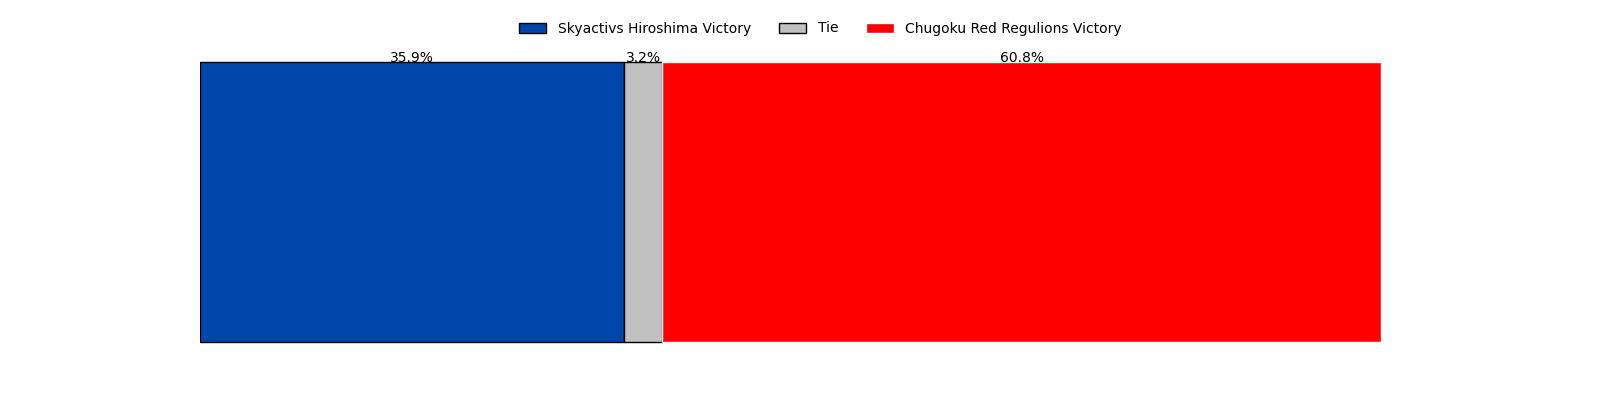 Skyactivs Hiroshima Victory Tie Chugoku Red Regulions Victory
35.9% 3.2% 60.8%